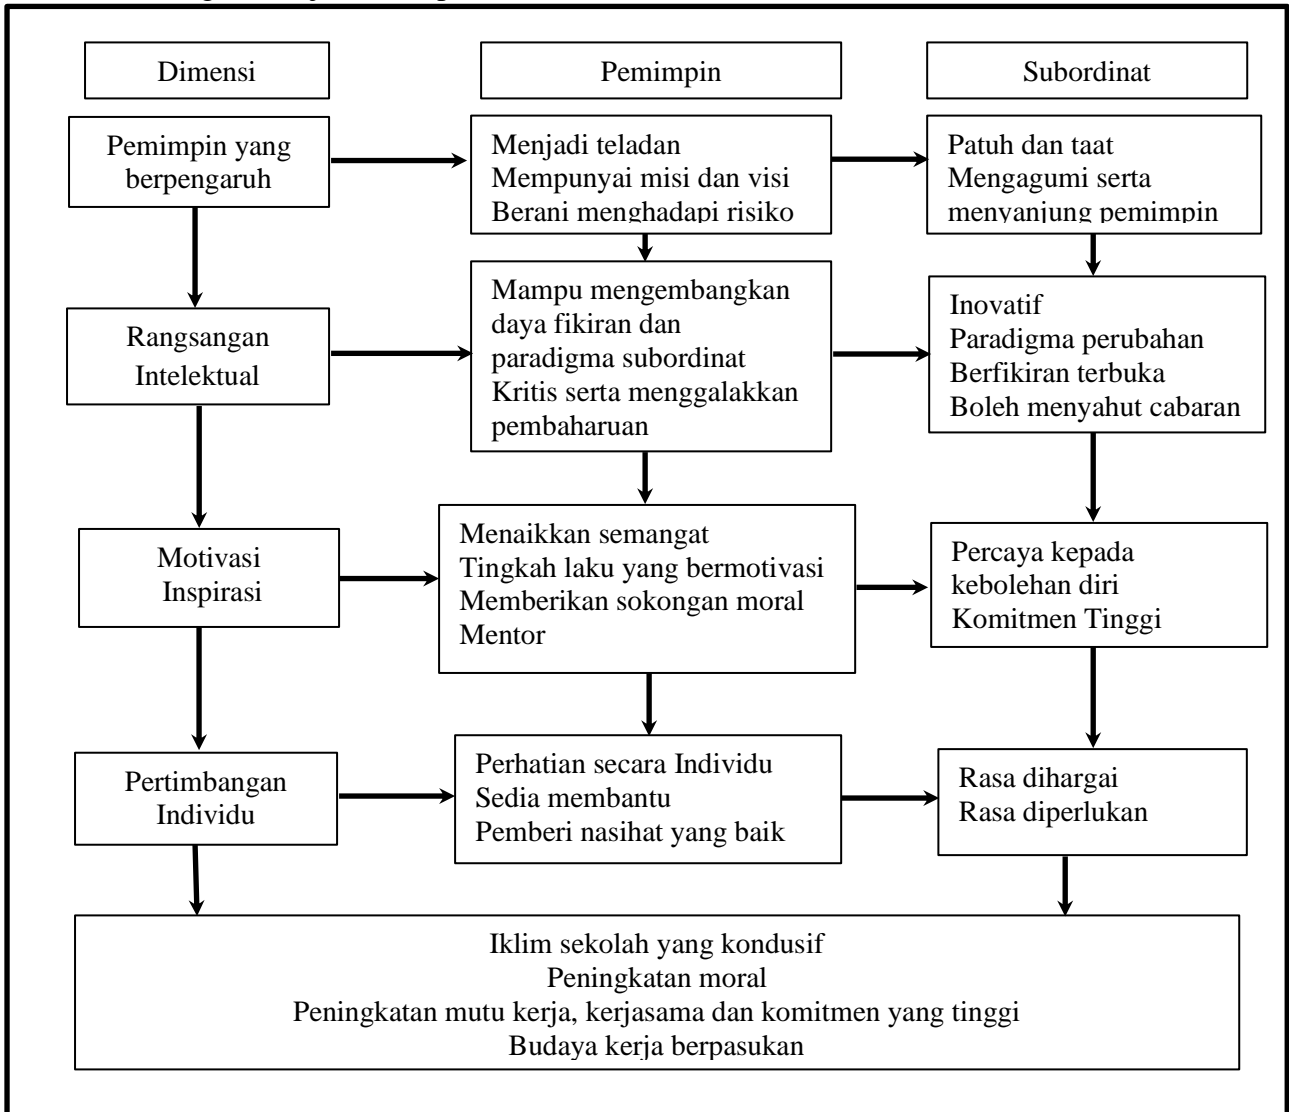 Dimensi
Pemimpin
Subordinat
Pemimpin yang
berpengaruh
Menjadi teladan
Mempunyai misi dan visi
Berani menghadapi risiko
Patuh dan taat
Mengagumi serta
menyanjung pemimpin
Rangsangan
Intelektual
Mampu mengembangkan
daya fikiran dan
paradigma subordinat
Kritis serta menggalakkan
pembaharuan
Inovatif
Paradigma perubahan
Berfikiran terbuka
Boleh menyahut cabaran
Motivasi
Inspirasi
Menaikkan semangat
Tingkah laku yang bermotivasi
Memberikan sokongan moral
Mentor
Percaya kepada
kebolehan diri
Komitmen Tinggi
Pertimbangan
Individu
Perhatian secara Individu
Sedia membantu
Pemberi nasihat yang baik
Rasa dihargai
Rasa diperlukan
Iklim sekolah yang kondusif
Peningkatan moral
Peningkatan mutu kerja, kerjasama dan komitmen yang tinggi
Budaya kerja berpasukan